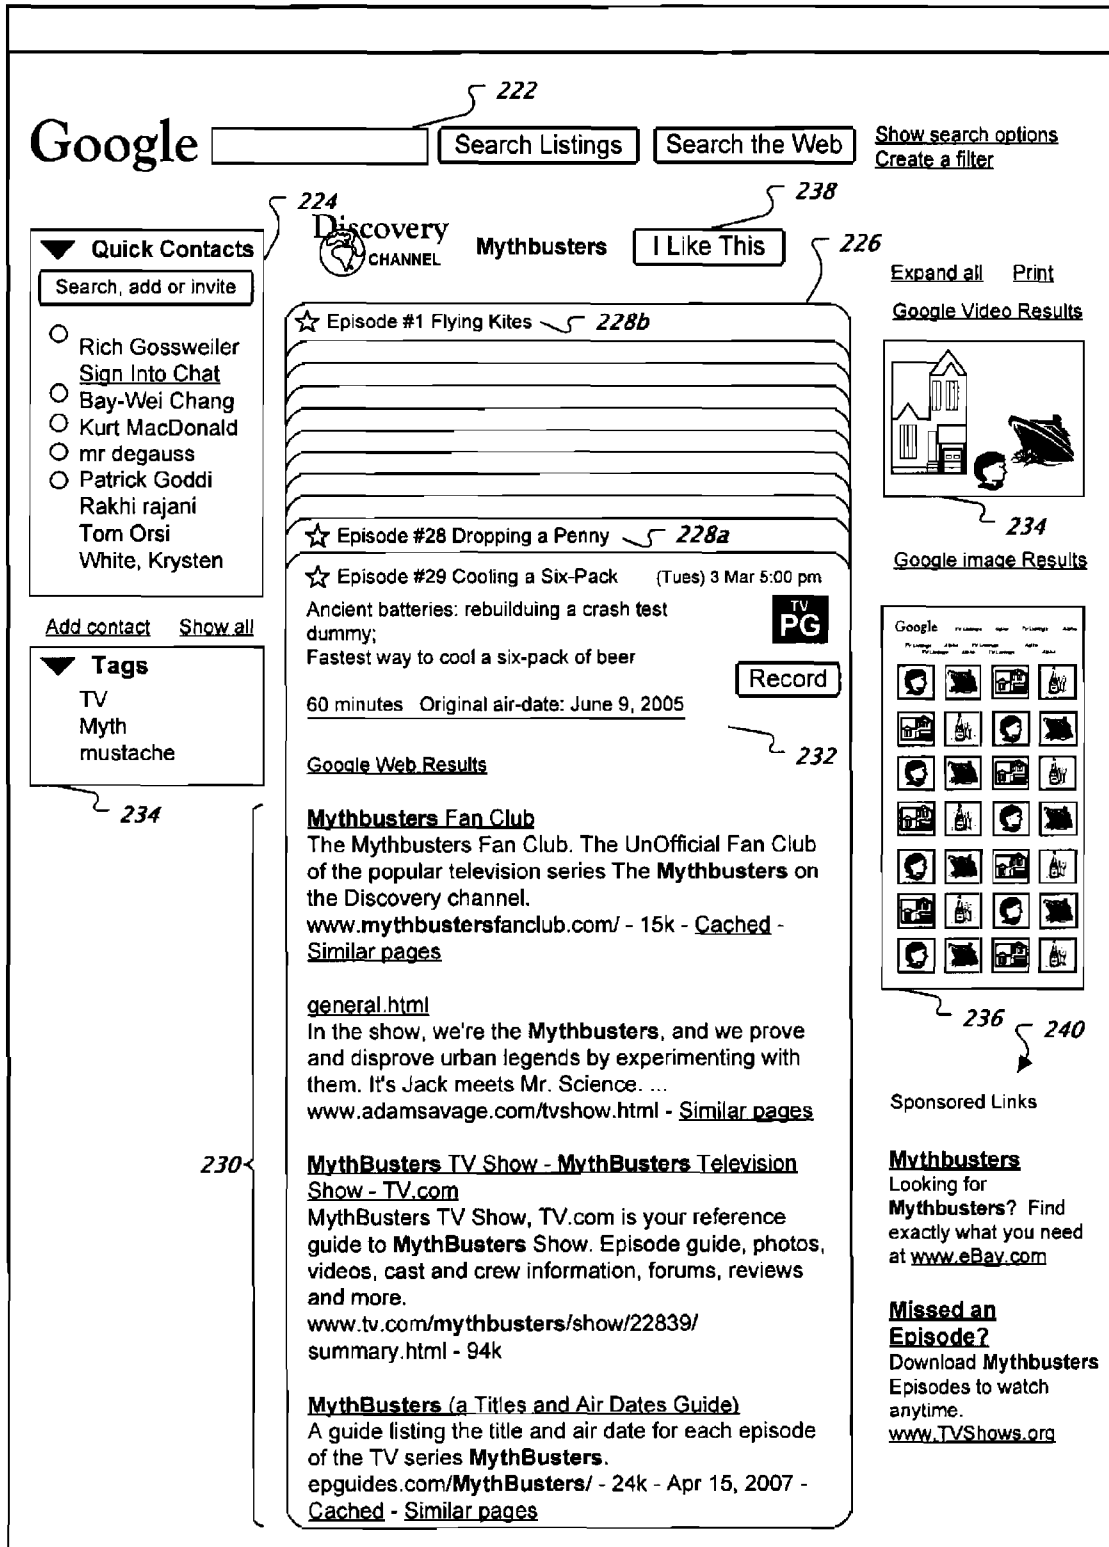 222
Google
Search Listings
Search the Web
Show search options
Create a filter
224
238
Discovery
CHANNEL
Mythbusters
I Like This
226
Quick Contacts
Search, add or invite
Rich Gossweiler
Sign Into Chat
Bay-Wei Chang
Kurt MacDonald
mr degauss
Patrick Goddi
Rakhi rajani
Tom Orsi
White, Krysten
Add contact Show all
Tags
TV
Myth
mustache
234
Episode #1 Flying Kites
228b
Episode #28 Dropping a Penny
228a
Episode #29 Cooling a Six-Pack (Tues) 3 Mar 5:00 pm
Ancient batteries: rebuilduing a crash test
dummy;
Fastest way to cool a six-pack of beer
TV
PG
Record
60 minutes Original air-date: June 9, 2005
232
Google Web Results
Mythbusters Fan Club
The Mythbusters Fan Club. The UnOfficial Fan Club
of the popular television series The Mythbusters on
the Discovery channel.
www.mythbustersfanclub.com/ - 15k - Cached -
Similar pages
general.html
In the show, we're the Mythbusters, and we prove
and disprove urban legends by experimenting with
them. It's Jack meets Mr. Science. ...
www.adamsavage.com/tvshow.html - Similar pages
230
MythBusters TV Show - MythBusters Television
Show - TV.com
MythBusters TV Show, TV.com is your reference
guide to MythBusters Show. Episode guide, photos,
videos, cast and crew information, forums, reviews
and more.
www.tv.com/mythbusters/show/22839/
summary.html - 94k
MythBusters (a Titles and Air Dates Guide)
A guide listing the title and air date for each episode
of the TV series MythBusters.
epguides.com/MythBusters/ - 24k - Apr 15, 2007 -
Cached - Similar pages
Expand all Print
Google Video Results
234
Google image Results
Google
236
240
Sponsored Links
Mythbusters
Looking for
Mythbusters? Find
exactly what you need
at www.eBay.com
Missed an
Episode?
Download Mythbusters
Episodes to watch
anytime.
www.TVShows.org